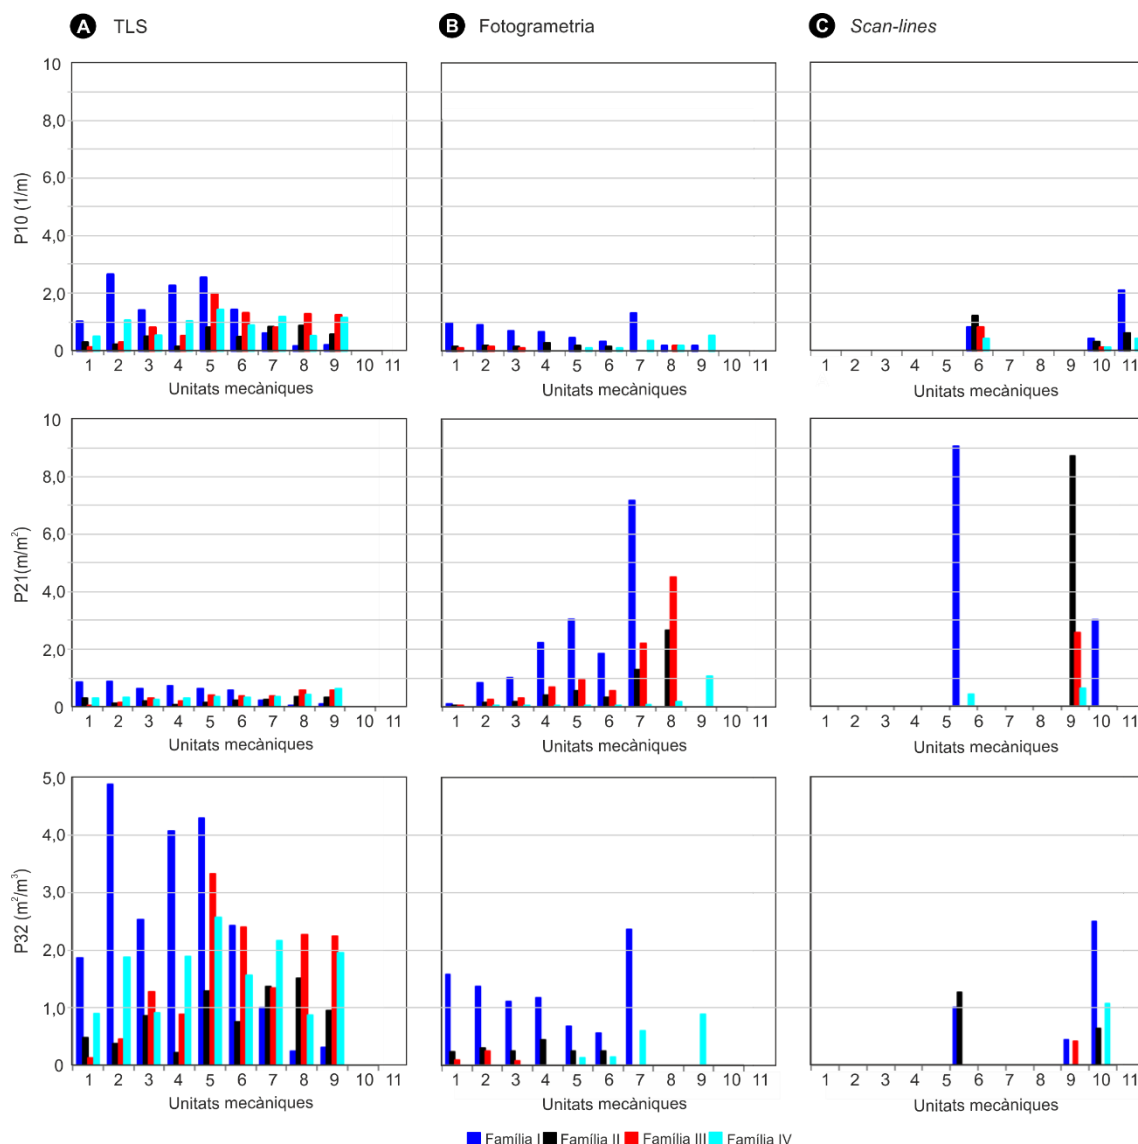 A TLS
B Fotogrametria
C Scan-lines
10
8,0
6,0
4,0
2,0
0
P10 (1/m)
1 2 3 4 5 6 7 8 9 10 11
1 2 3 4 5 6 7 8 9 10 11
1 2 3 4 5 6 7 8 9 10 11
Unitats mecàniques
Unitats mecàniques
Unitats mecàniques
10
8,0
6,0
4,0
2,0
0
P21(m/m²)
1 2 3 4 5 6 7 8 9 10 11
1 2 3 4 5 6 7 8 9 10 11
1 2 3 4 5 6 7 8 9 10 11
Unitats mecàniques
Unitats mecàniques
Unitats mecàniques
5,0
4,0
3,0
2,0
1,0
0
P32 (m²/m³)
1 2 3 4 5 6 7 8 9 10 11
1 2 3 4 5 6 7 8 9 10 11
1 2 3 4 5 6 7 8 9 10 11
Unitats mecàniques
Unitats mecàniques
Unitats mecàniques
Família I Família II Família III Família IV